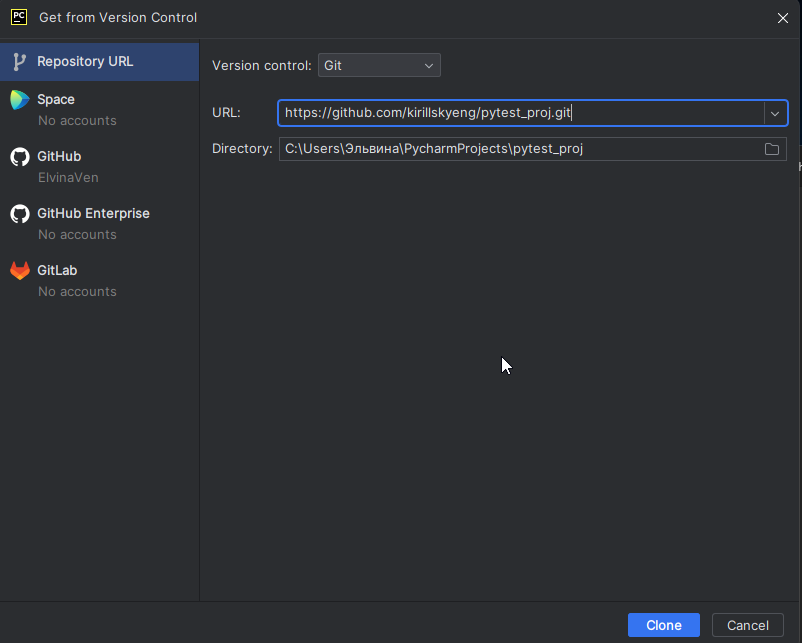 PC Get from Version Control
Repository URL
Space
No accounts
GitHub
ElvinaVen
GitHub Enterprise
No accounts
GitLab
No accounts
Version control: Git
URL: https://github.com/kirillskyeng/pytest_proj.git
Directory: C:\Users\Эльвина\PycharmProjects\pytest_proj
Clone Cancel